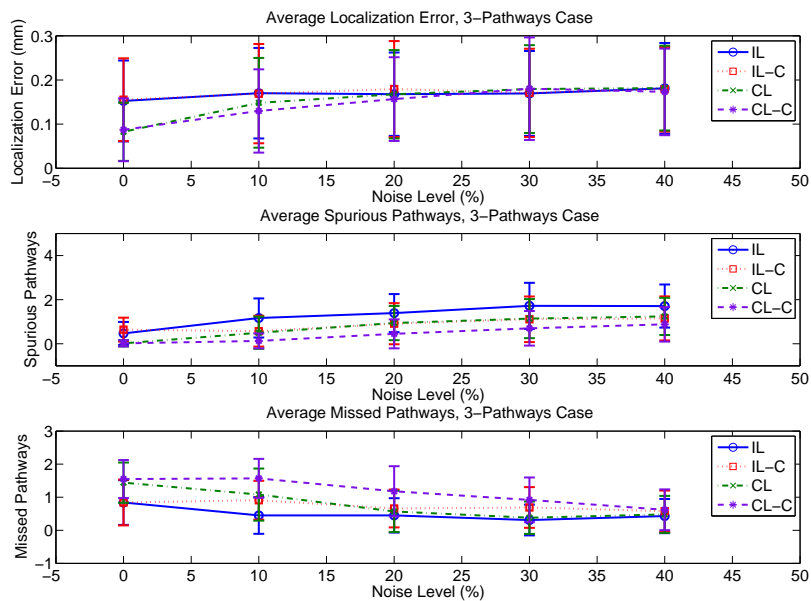 Average Localization Error, 3−Pathways Case
Localization Error (mm)
0.3
0.2
0.1
0
−5 0 5 10 15 20 25 30 35 40 45 50
Noise Level (%)
IL
IL−C
CL
CL−C
Average Spurious Pathways, 3−Pathways Case
Spurious Pathways
4
2
0
−5 0 5 10 15 20 25 30 35 40 45 50
Noise Level (%)
IL
IL−C
CL
CL−C
Average Missed Pathways, 3−Pathways Case
Missed Pathways
3
2
1
0
−1
−5 0 5 10 15 20 25 30 35 40 45 50
Noise Level (%)
IL
IL−C
CL
CL−C